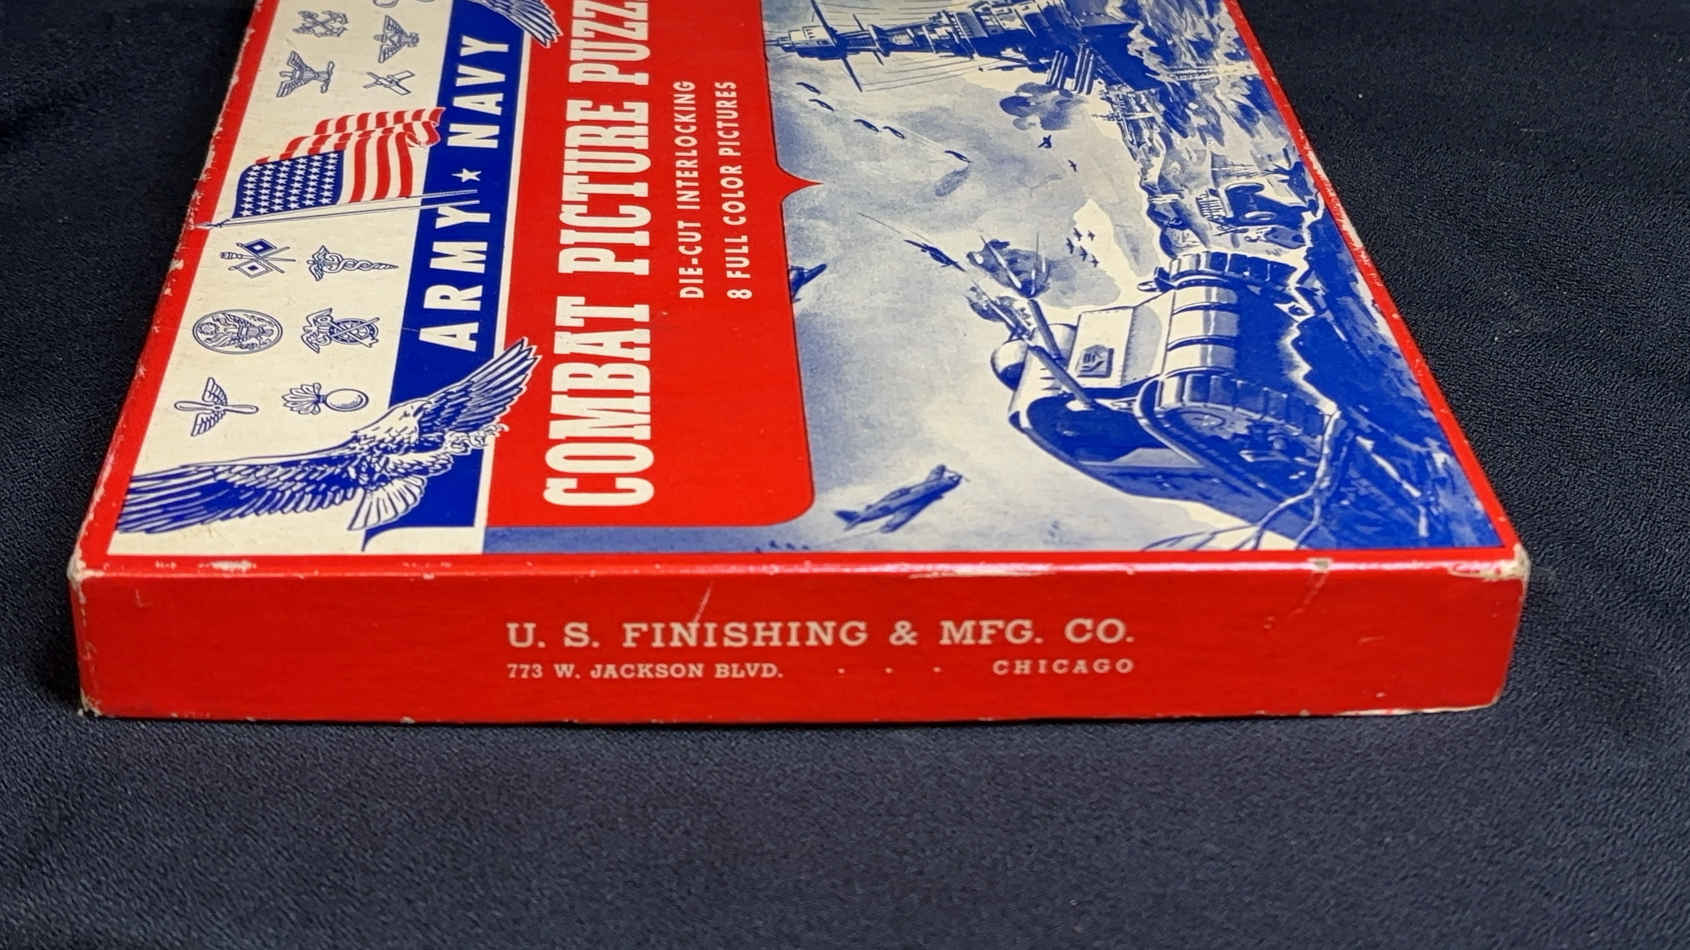 ARMY ★ NAVY
COMBAT PICTURE PUZZ
DIE-CUT INTERLOCKING
8 FULL COLOR PICTURES
U. S. FINISHING & MFG. CO.
773 W. JACKSON BLVD. . . . CHICAGO